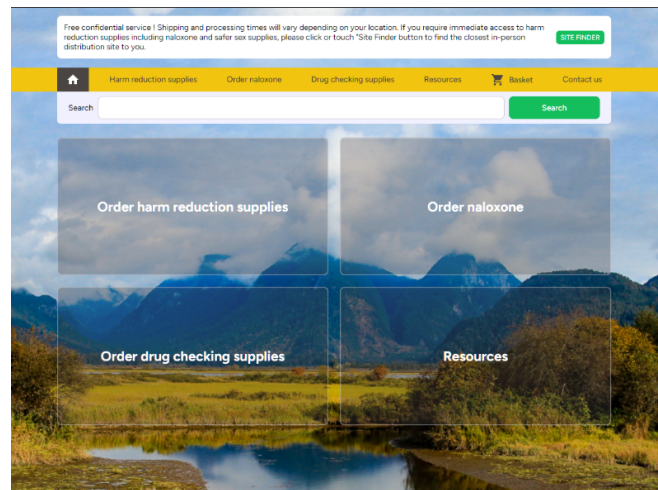 Free confidential service I Shipping and processing times will vary depending on your location. If you require immediate access to harm
reduction supplies including naloxone and safer sex supplies, please click or touch "Site Finder button to find the closest in-person
distribution site to you.
SITE FINDER
Harm reduction supplies
Order naloxone
Drug checking supplies
Resources
Basket
Contact us
Search
Search
Order harm reduction supplies
Order naloxone
Order drug checking supplies
Resources